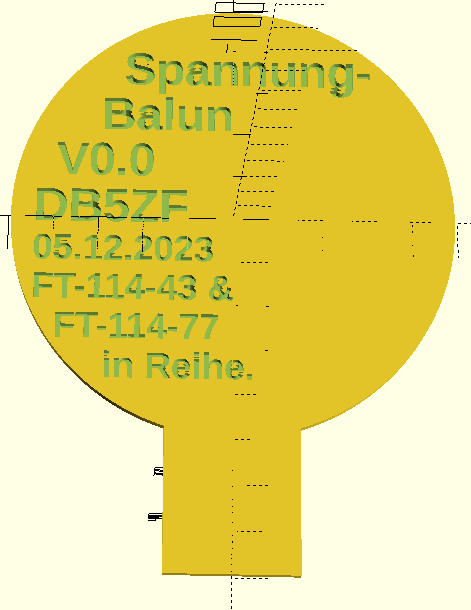 Spannung-
Balun
V0.0
DB5ZF
05.12.2023
FT-114-43 &
FT-114-77
in Reihe.